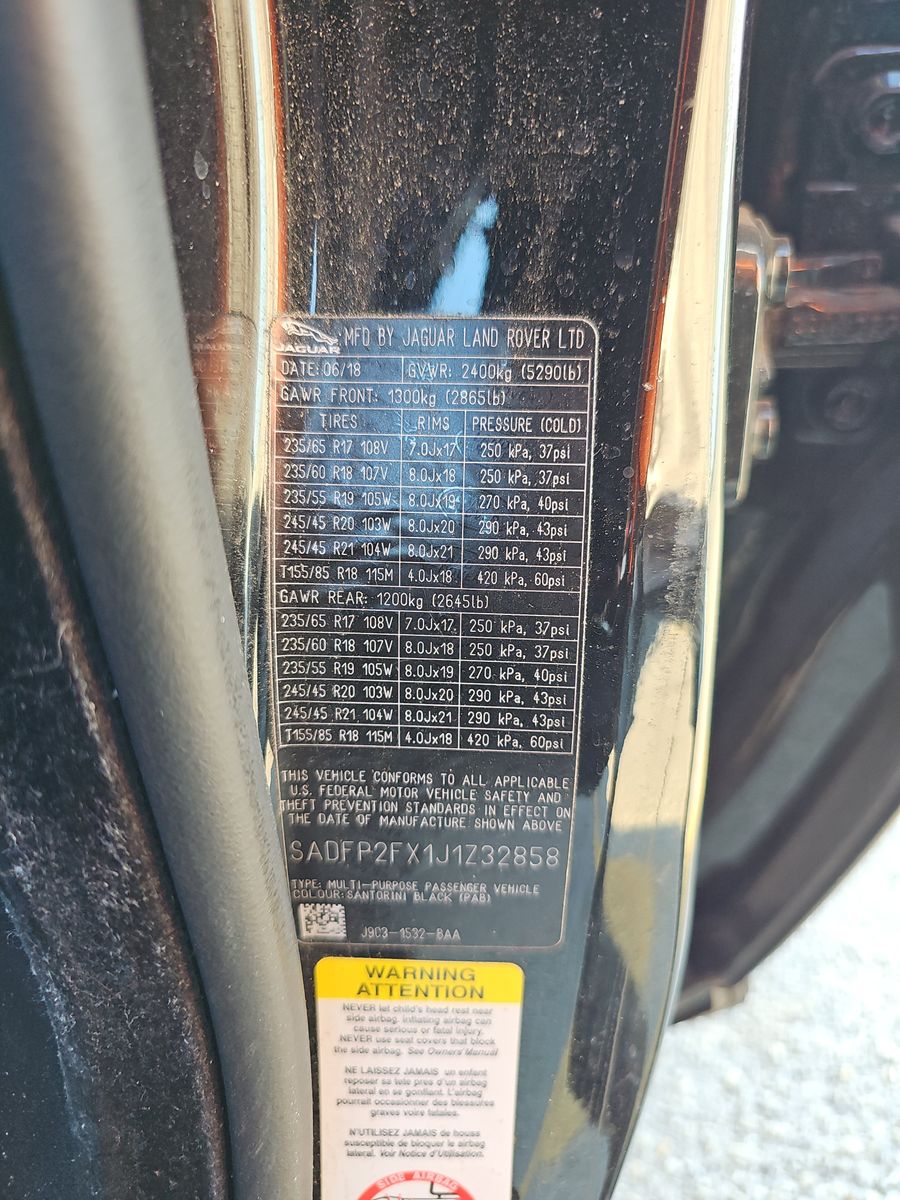 JAGUAR MFD BY JAGUAR LAND ROVER LTD
DATE: 06/18 GVWR: 2400kg (5290lb)
GAWR FRONT: 1300kg (2865lb)
TIRES RIMS PRESSURE (COLD)
235/65 R17 108V 7.0Jx17 250 kPa, 37psi
235/60 R18 107V 8.0Jx18 250 kPa, 37psi
235/55 R19 105W 8.0Jx19 270 kPa, 40psi
245/45 R20 103W 8.0Jx20 290 kPa, 43psi
245/45 R21 104W 8.0Jx21 290 kPa, 43psi
T155/85 R18 115M 4.0Jx18 420 kPa, 60psi
GAWR REAR: 1200kg (2645lb)
235/65 R17 108V 7.0Jx17 250 kPa, 37psi
235/60 R18 107V 8.0Jx18 250 kPa, 37psi
235/55 R19 105W 8.0Jx19 270 kPa, 40psi
245/45 R20 103W 8.0Jx20 290 kPa, 43psi
245/45 R21 104W 8.0Jx21 290 kPa, 43psi
T155/85 R18 115M 4.0Jx18 420 kPa, 60psi
THIS VEHICLE CONFORMS TO ALL APPLICABLE
U.S. FEDERAL MOTOR VEHICLE SAFETY AND
THEFT PREVENTION STANDARDS IN EFFECT ON
THE DATE OF MANUFACTURE SHOWN ABOVE
SADFP2FX1J1Z32858
TYPE: MULTI-PURPOSE PASSENGER VEHICLE
COLOUR: SANTORINI BLACK (PAB)
J9C3-1532-BAA
WARNING
ATTENTION
NEVER let child's head rest near
side airbag. Inflating airbag can
cause serious or fatal injury.
NEVER use seat covers that block
the side airbag. See Owners Manual
NE LAISSEZ JAMAIS un enfant
reposer sa tete pres d'un airbag
lateral en se gonflant. L'airbag
pourrait occasionner des blessures
graves voire fatales.
N'UTILISEZ JAMAIS de houss
susceptible de bloquer le airbag
lateral. Voir Notice d'Utilisation.
SIDE AIRBAG